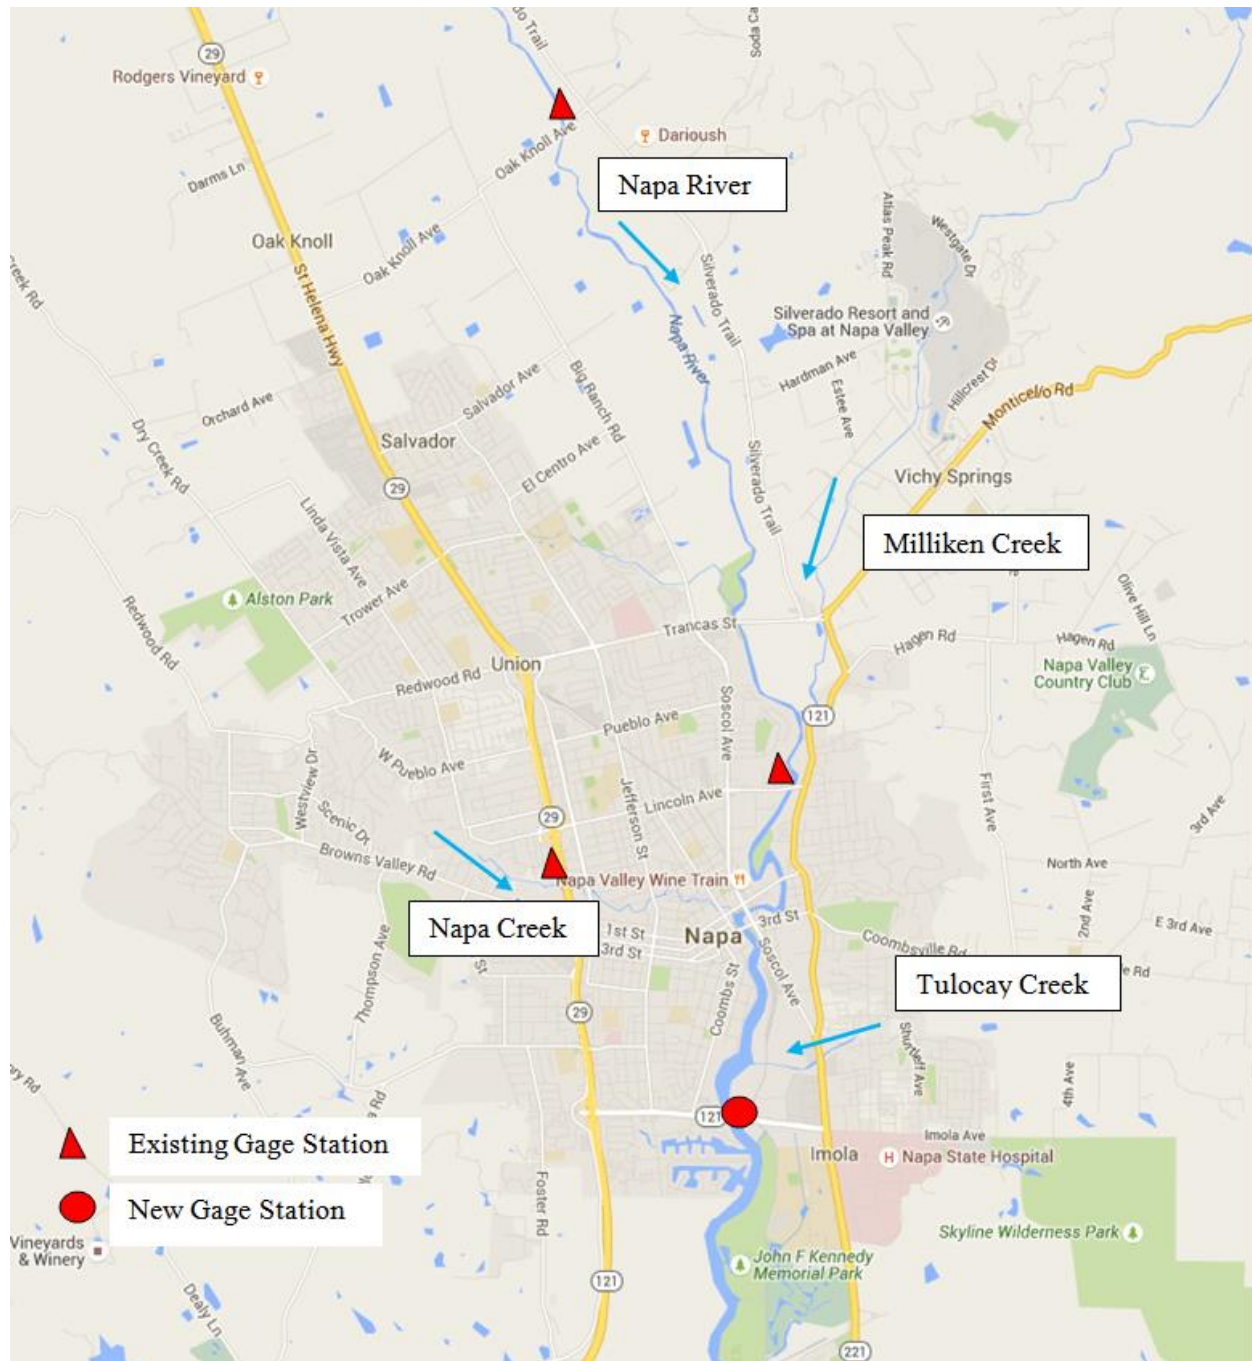 29
Rodgers Vineyard
Trail
Soda
Darioush
Oak Knoll Ave
Darms Ln
Napa River
Oak Knoll
Oak Knoll Ave
Creek Rd
St Helena Hwy
Silverado Trail
Atlas Peak Rd
Westgate Dr
Silverado Resort and
Spa at Napa Valley
Napa River
Hardman Ave
Estee Ave
Hillcrest Dr
Monticello Rd
Big Ranch Rd
Salvador Ave
Orchard Ave
Salvador
El Centro Ave
Dry Creek Rd
29
Silverado Trail
Vichy Springs
Milliken Creek
Linda Vista Ave
Trower Ave
Alston Park
Redwood Rd
Trancas St
Olive Hill Ln
Hagen Rd
Hagen Rd
Napa Valley
Country Club
Union
Redwood Rd
Soscol Ave
121
Pueblo Ave
W Pueblo Ave
Westview Dr
Scenic Dr
Jefferson St
Lincoln Ave
First Ave
3rd Ave
29
Browns Valley Rd
Napa Valley Wine Train
North Ave
2nd Ave
E 3rd Ave
Napa Creek
1st St
3rd St
Napa
3rd St
Soscol Ave
Coombsville Rd
Rd
St
Thompson Ave
Coombs St
Tulocay Creek
29
Buhman Ave
Shurtleff Ave
4th Ave
ry Rd
Rd
121
Imola Ave
Imola
H
Napa State Hospital
Existing Gage Station
New Gage Station
Foster Rd
Vineyards
& Winery
Skyline Wilderness Park
John F Kennedy
Memorial Park
121
Dealy Ln
221